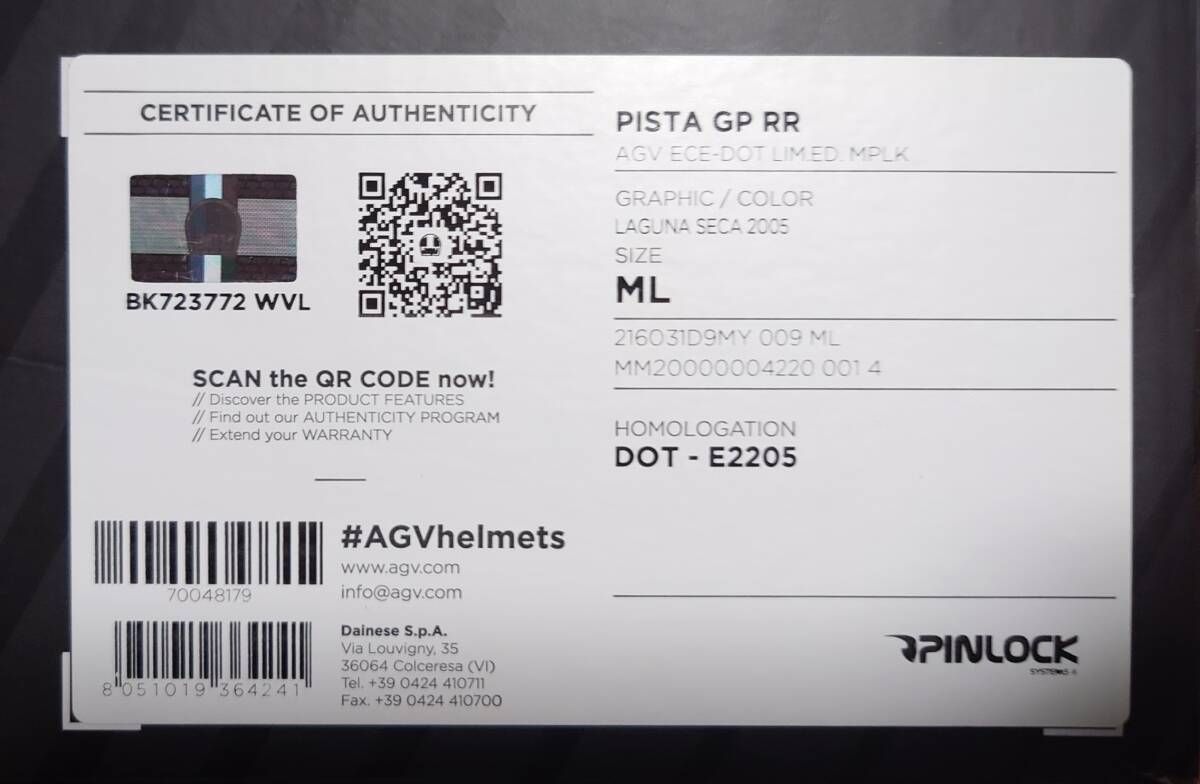 CERTIFICATE OF AUTHENTICITY
BK723772 WVL
SCAN the QR CODE now!
// Discover the PRODUCT FEATURES
// Find out our AUTHENTICITY PROGRAM
// Extend your WARRANTY
70048179
8 051019 364241
#AGVhelmets
www.agv.com
info@agv.com
Dainese S.p.A.
Via Louvigny, 35
36064 Colceresa (VI)
Tel. +39 0424 410711
Fax. +39 0424 410700
PISTA GP RR
AGV ECE-DOT LIM.ED. MPLK
GRAPHIC / COLOR
LAGUNA SECA 2005
SIZE
ML
216031D9MY 009 ML
MM20000004220 001 4
HOMOLOGATION
DOT - E2205
PINLOCK
SYSTEMS